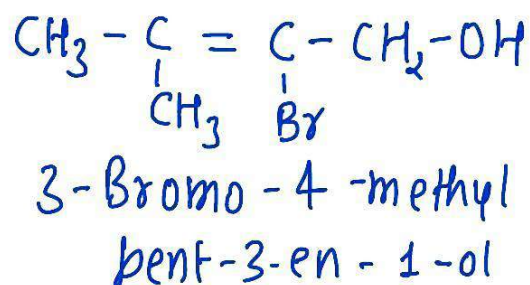 CH₃ - C = C - CH₂-OH
CH₃ Br
3-Bromo-4-methyl
pent-3-en-1-ol